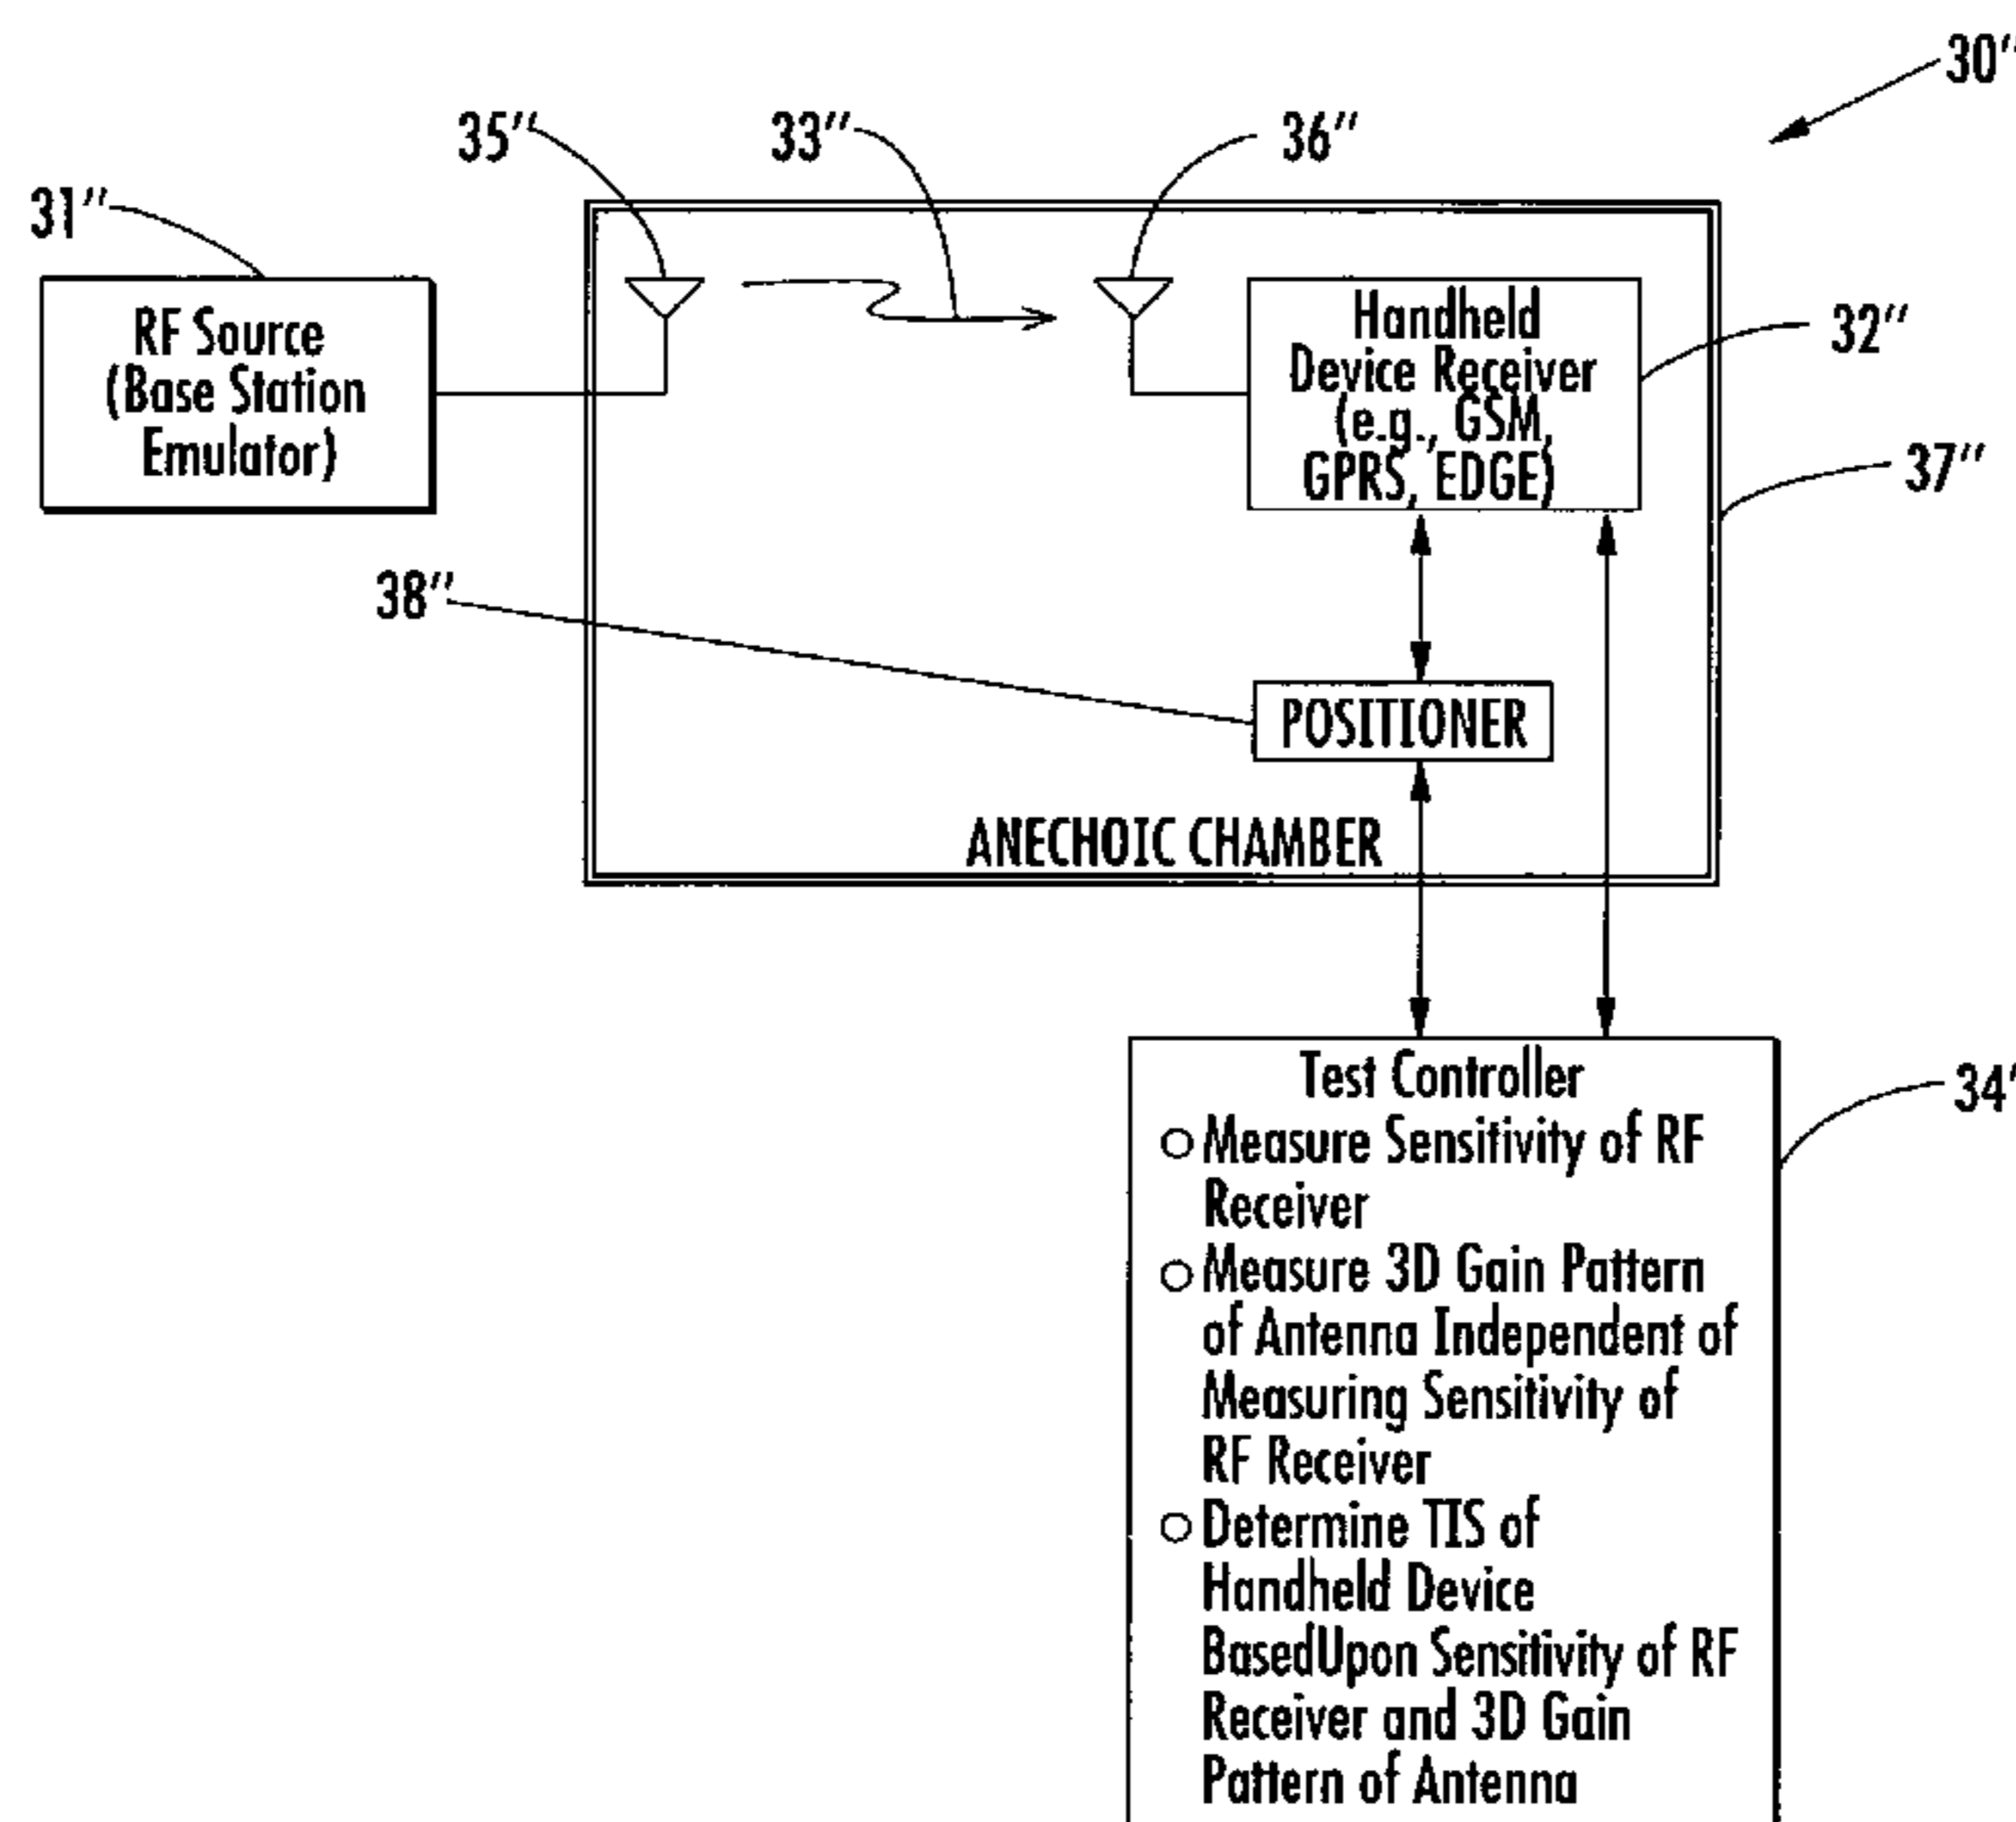 30″
35″
33″
36″
31″
RF Source
(Base Station
Emulator)
Handheld
Device Receiver
(e.g., GSM,
GPRS, EDGE)
32″
37″
38″
POSITIONER
ANECHOIC CHAMBER
Test Controller
34″
○ Measure Sensitivity of RF
Receiver
○ Measure 3D Gain Pattern
of Antenna Independent of
Measuring Sensitivity of
RF Receiver
○ Determine TIS of
Handheld Device
BasedUpon Sensitivity of RF
Receiver and 3D Gain
Pattern of Antenna